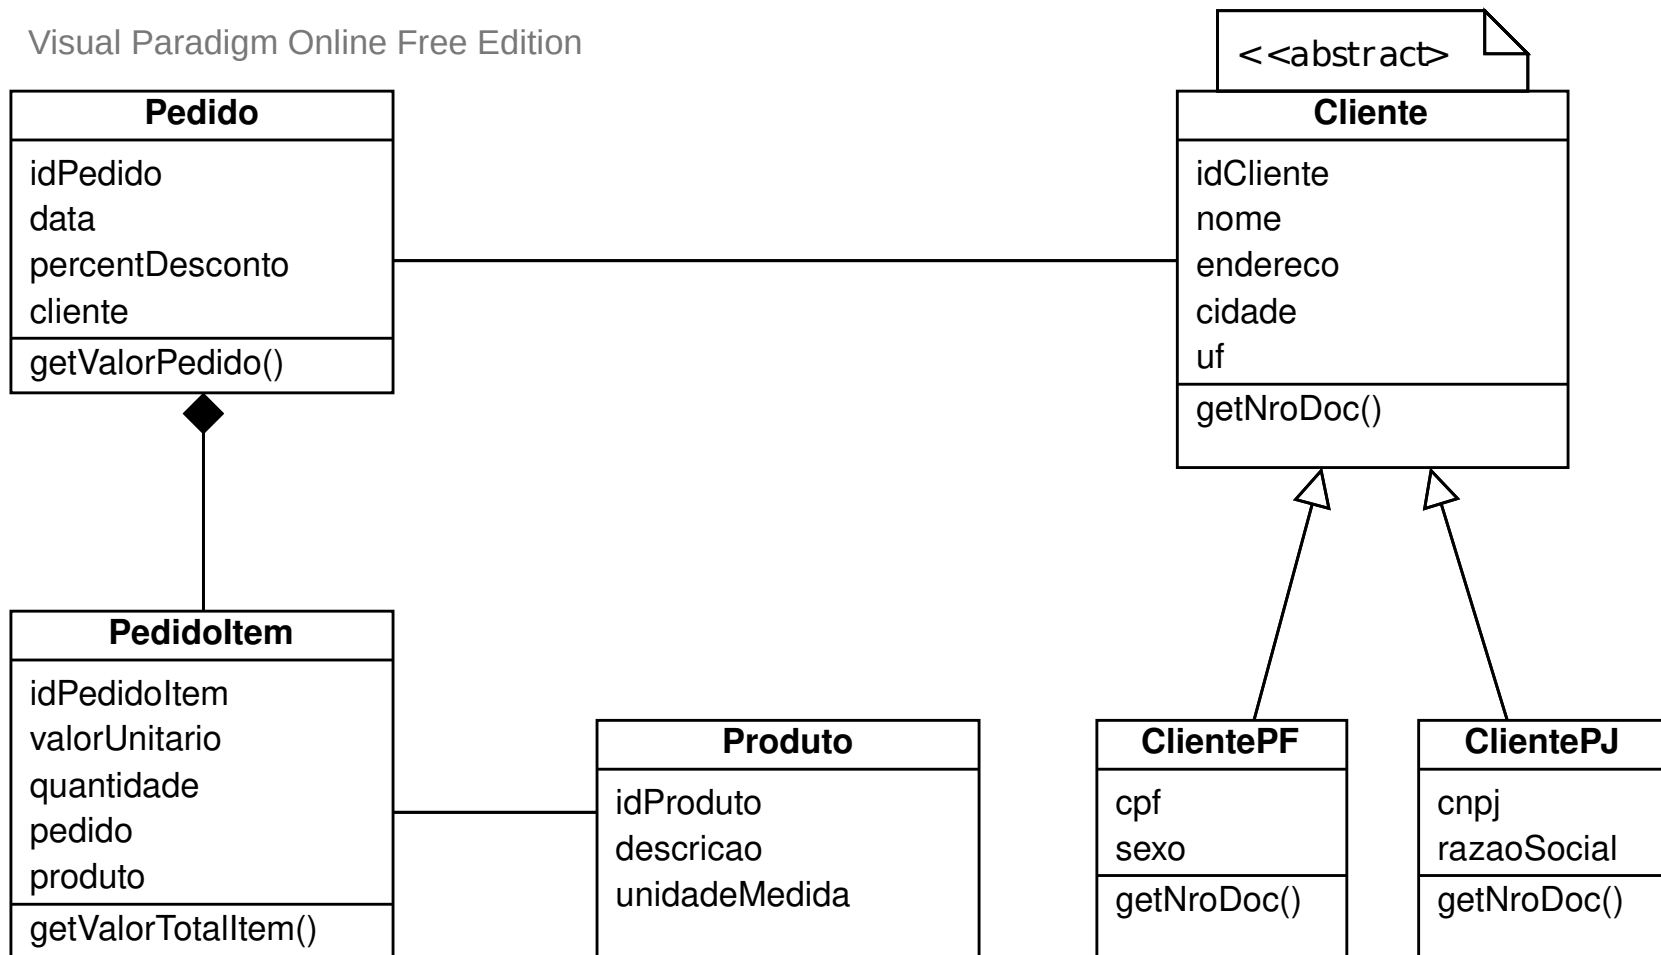 Visual Paradigm Online Free Edition
<<abstract>
Pedido
idPedido
data
percentDesconto
cliente
getValorPedido()
Cliente
idCliente
nome
endereco
cidade
uf
getNroDoc()
PedidoItem
idPedidoItem
valorUnitario
quantidade
pedido
produto
getValorTotalItem()
Produto
idProduto
descricao
unidadeMedida
ClientePF
cpf
sexo
getNroDoc()
ClientePJ
cnpj
razaoSocial
getNroDoc()